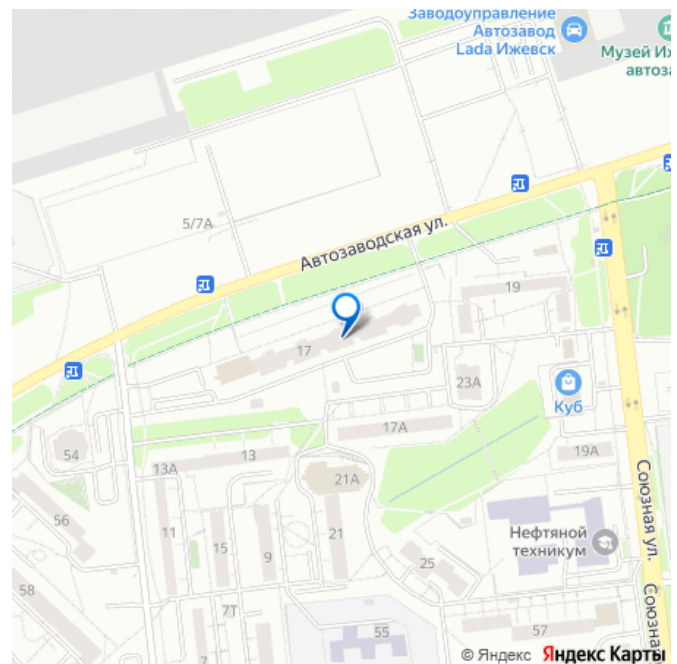 Заводоуправление
Автозавод
Lada Ижевск
Музей Иж
автоза
5/7А
Автозаводская ул.
19
17
23А
Куб
17А
54
13
13А
19А
21А
56
Союзная ул.
Нефтяной
техникум
11
15
9
21
25
58
7Т
55
57
Союзна
© Яндекс Яндекс Карты